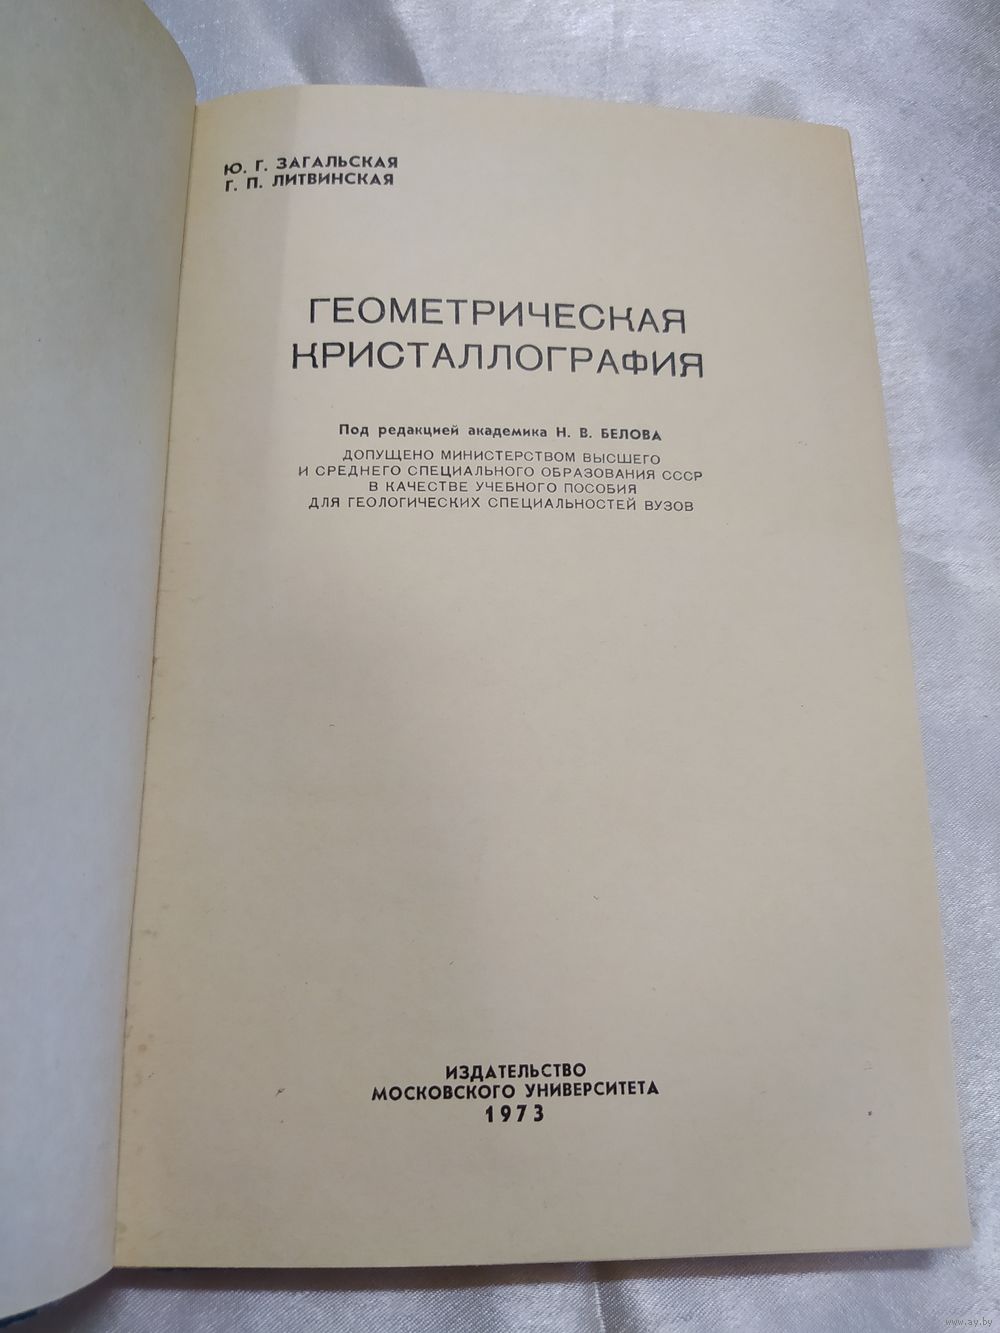 Ю. Г. ЗАГАЛЬСКАЯ
Г. П. ЛИТВИНСКАЯ
ГЕОМЕТРИЧЕСКАЯ
КРИСТАЛЛОГРАФИЯ
Под редакцией академика Н. В. БЕЛОВА
ДОПУЩЕНО МИНИСТЕРСТВОМ ВЫСШЕГО
И СРЕДНЕГО СПЕЦИАЛЬНОГО ОБРАЗОВАНИЯ СССР
В КАЧЕСТВЕ УЧЕБНОГО ПОСОБИЯ
ДЛЯ ГЕОЛОГИЧЕСКИХ СПЕЦИАЛЬНОСТЕЙ ВУЗОВ
ИЗДАТЕЛЬСТВО
МОСКОВСКОГО УНИВЕРСИТЕТА
1973
www.ay.by